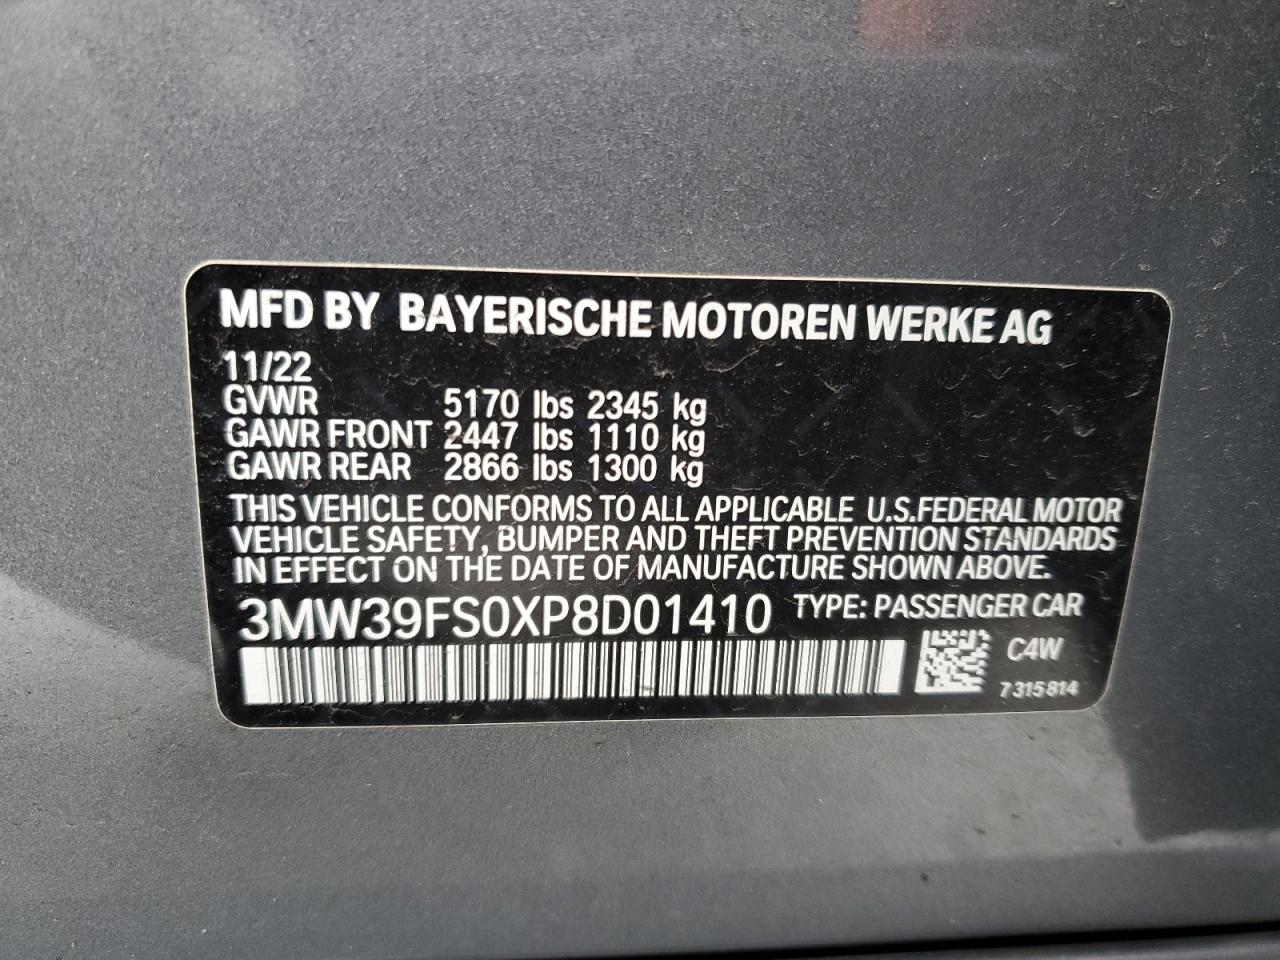 MFD BY BAYERISCHE MOTOREN WERKE AG
11/22
GVWR 5170 lbs 2345 kg
GAWR FRONT 2447 lbs 1110 kg
GAWR REAR 2866 lbs 1300 kg
THIS VEHICLE CONFORMS TO ALL APPLICABLE U.S.FEDERAL MOTOR
VEHICLE SAFETY, BUMPER AND THEFT PREVENTION STANDARDS
IN EFFECT ON THE DATE OF MANUFACTURE SHOWN ABOVE.
3MW39FS0XP8D01410 TYPE: PASSENGER CAR
C4W
7315814